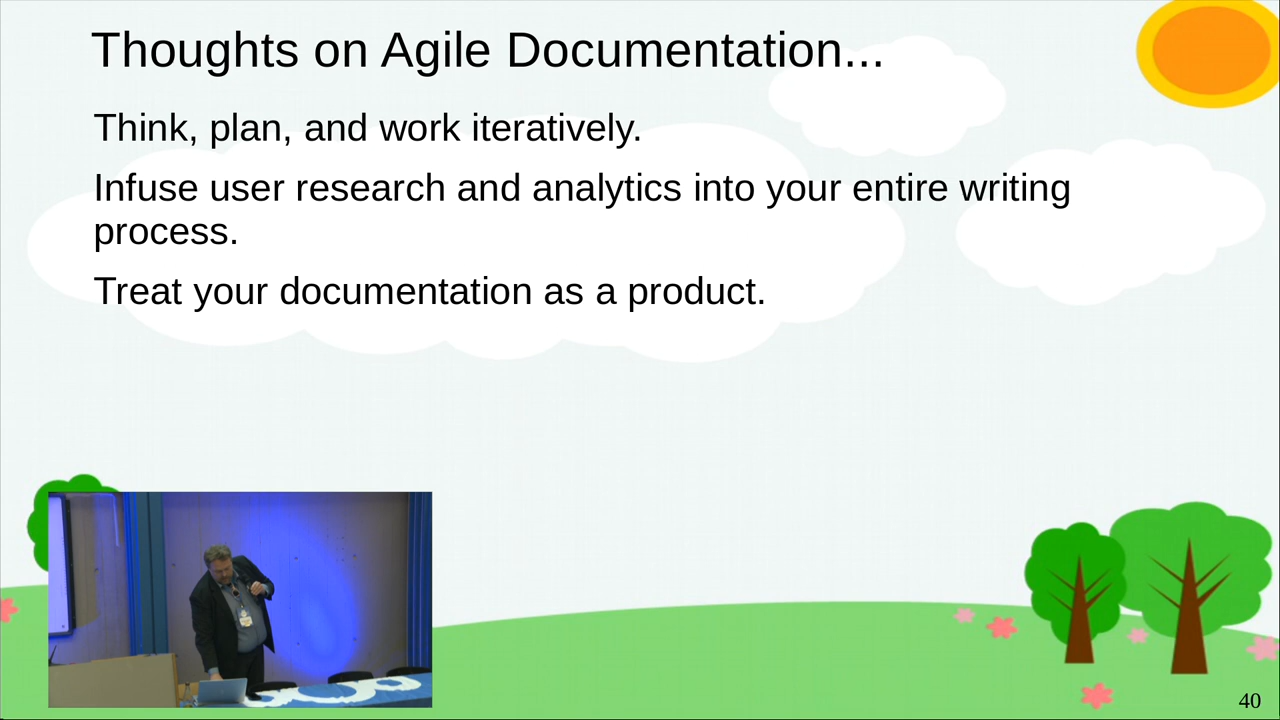 Thoughts on Agile Documentation...
Think, plan, and work iteratively.
Infuse user research and analytics into your entire writing
process.
Treat your documentation as a product.
40